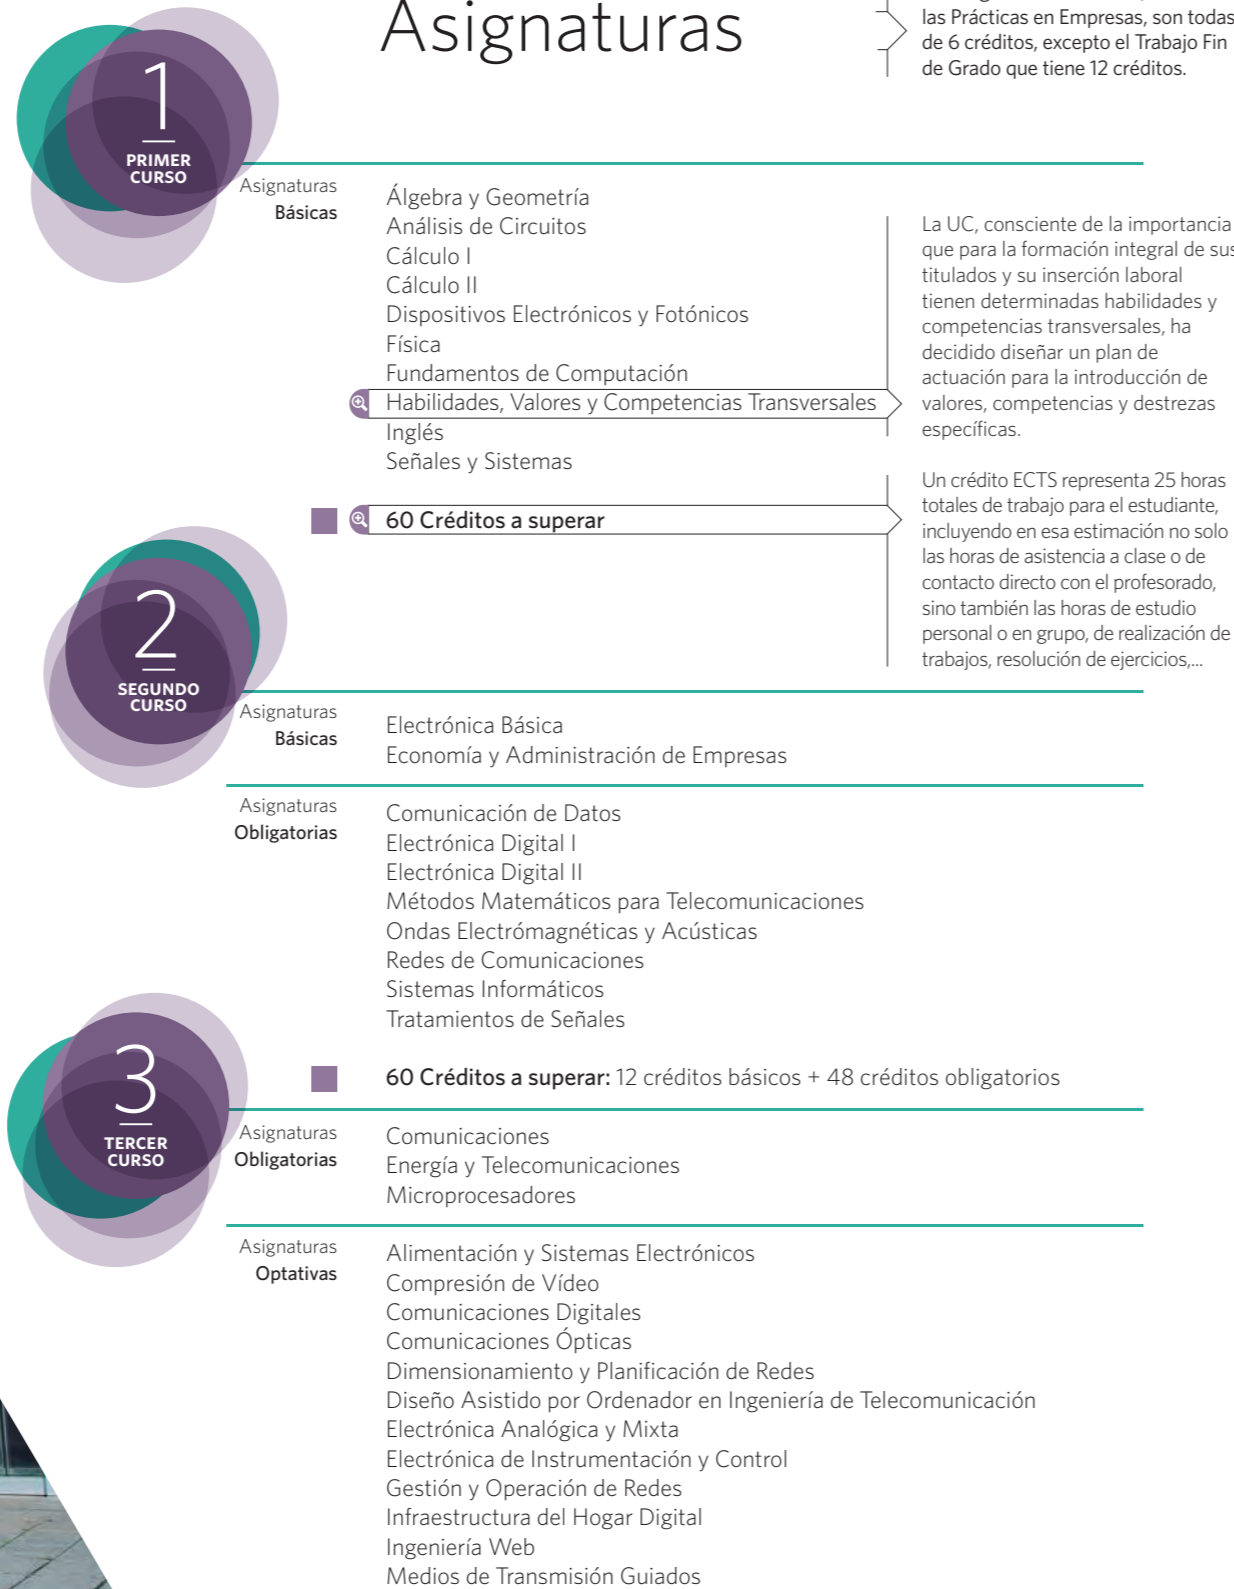 Asignaturas
las Prácticas en Empresas, son todas
de 6 créditos, excepto el Trabajo Fin
de Grado que tiene 12 créditos.
1
PRIMER
CURSO
Asignaturas
Básicas
Álgebra y Geometría
Análisis de Circuitos
Cálculo I
Cálculo II
Dispositivos Electrónicos y Fotónicos
Física
Fundamentos de Computación
Habilidades, Valores y Competencias Transversales
Inglés
Señales y Sistemas
La UC, consciente de la importancia
que para la formación integral de sus
titulados y su inserción laboral
tienen determinadas habilidades y
competencias transversales, ha
decidido diseñar un plan de
actuación para la introducción de
valores, competencias y destrezas
específicas.
60 Créditos a superar
Un crédito ECTS representa 25 horas
totales de trabajo para el estudiante,
incluyendo en esa estimación no solo
las horas de asistencia a clase o de
contacto directo con el profesorado,
sino también las horas de estudio
personal o en grupo, de realización de
trabajos, resolución de ejercicios,...
2
SEGUNDO
CURSO
Asignaturas
Básicas
Electrónica Básica
Economía y Administración de Empresas
Asignaturas
Obligatorias
Comunicación de Datos
Electrónica Digital I
Electrónica Digital II
Métodos Matemáticos para Telecomunicaciones
Ondas Electrómagnéticas y Acústicas
Redes de Comunicaciones
Sistemas Informáticos
Tratamientos de Señales
60 Créditos a superar: 12 créditos básicos + 48 créditos obligatorios
3
TERCER
CURSO
Asignaturas
Obligatorias
Comunicaciones
Energía y Telecomunicaciones
Microprocesadores
Asignaturas
Optativas
Alimentación y Sistemas Electrónicos
Compresión de Vídeo
Comunicaciones Digitales
Comunicaciones Ópticas
Dimensionamiento y Planificación de Redes
Diseño Asistido por Ordenador en Ingeniería de Telecomunicación
Electrónica Analógica y Mixta
Electrónica de Instrumentación y Control
Gestión y Operación de Redes
Infraestructura del Hogar Digital
Ingeniería Web
Medios de Transmisión Guiados